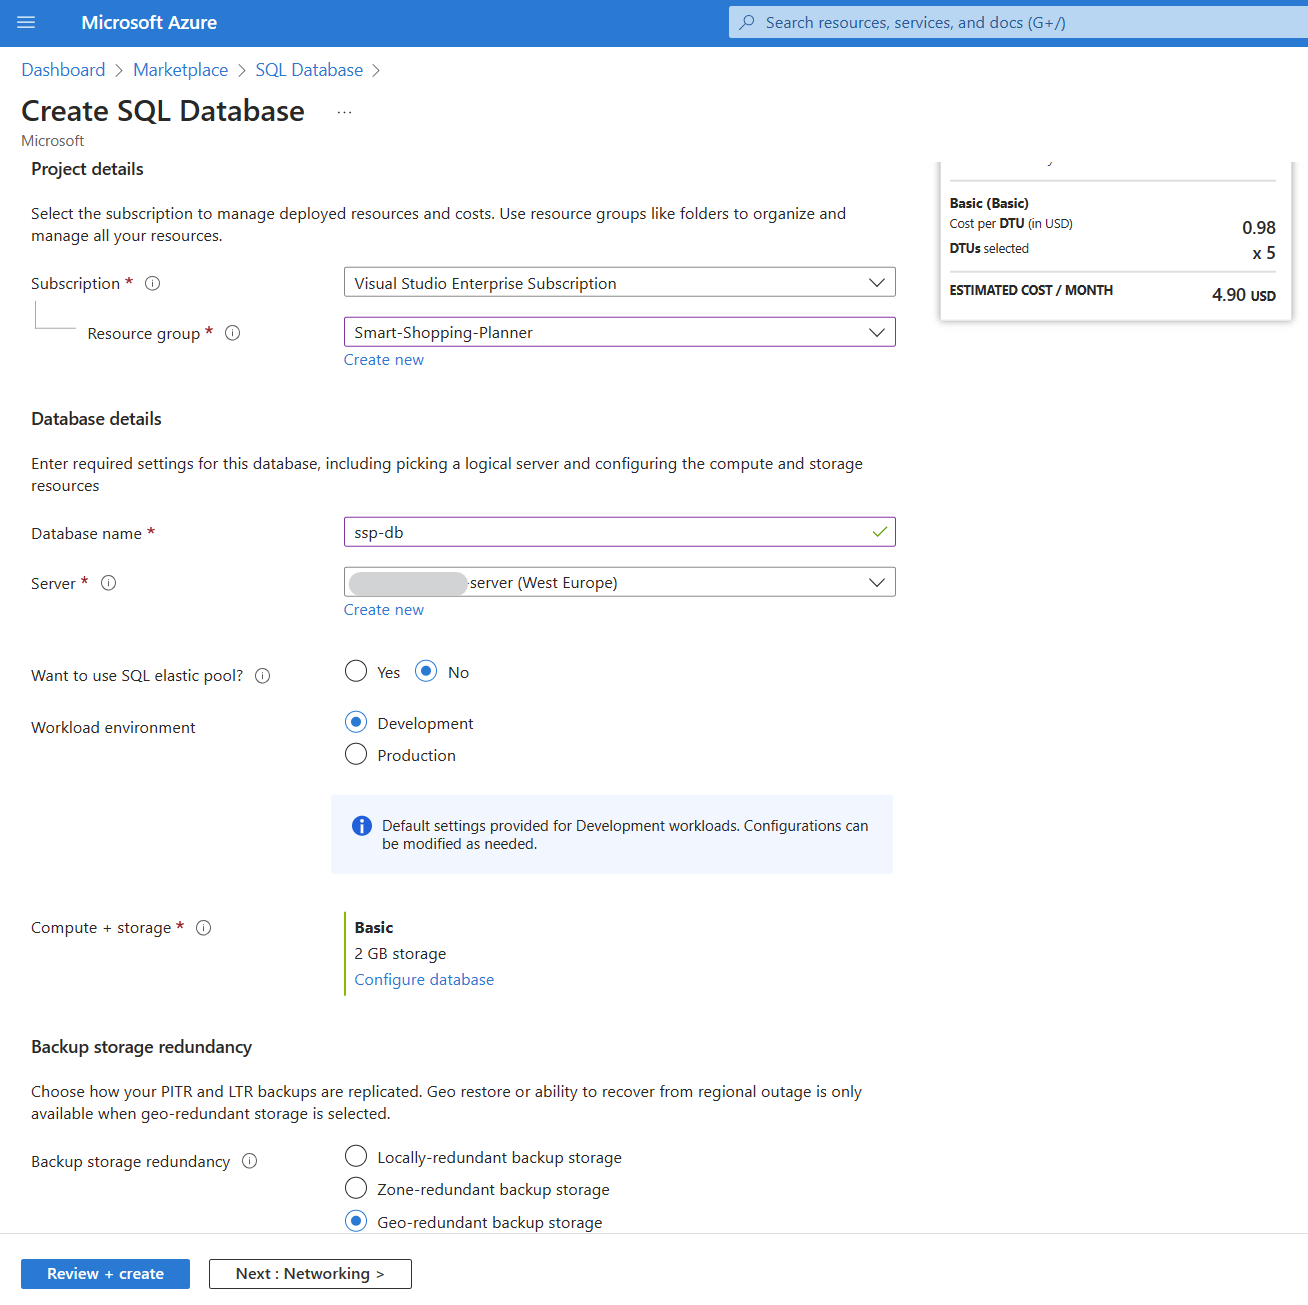 Microsoft Azure
Search resources, services, and docs (G+/)
Dashboard > Marketplace > SQL Database >
Create SQL Database ...
Microsoft
Project details
Select the subscription to manage deployed resources and costs. Use resource groups like folders to organize and
manage all your resources.
Subscription *
Visual Studio Enterprise Subscription
Resource group *
Smart-Shopping-Planner
Create new
Database details
Enter required settings for this database, including picking a logical server and configuring the compute and storage
resources
Database name *
ssp-db
Server *
-server (West Europe)
Create new
Want to use SQL elastic pool?
Yes
No
Workload environment
Development
Production
Default settings provided for Development workloads. Configurations can
be modified as needed.
Compute + storage *
Basic
2 GB storage
Configure database
Backup storage redundancy
Choose how your PITR and LTR backups are replicated. Geo restore or ability to recover from regional outage is only
available when geo-redundant storage is selected.
Backup storage redundancy
Locally-redundant backup storage
Zone-redundant backup storage
Geo-redundant backup storage
Review + create
Next : Networking >
Basic (Basic)
Cost per DTU (in USD)
0.98
DTUs selected
x 5
ESTIMATED COST / MONTH
4.90 USD